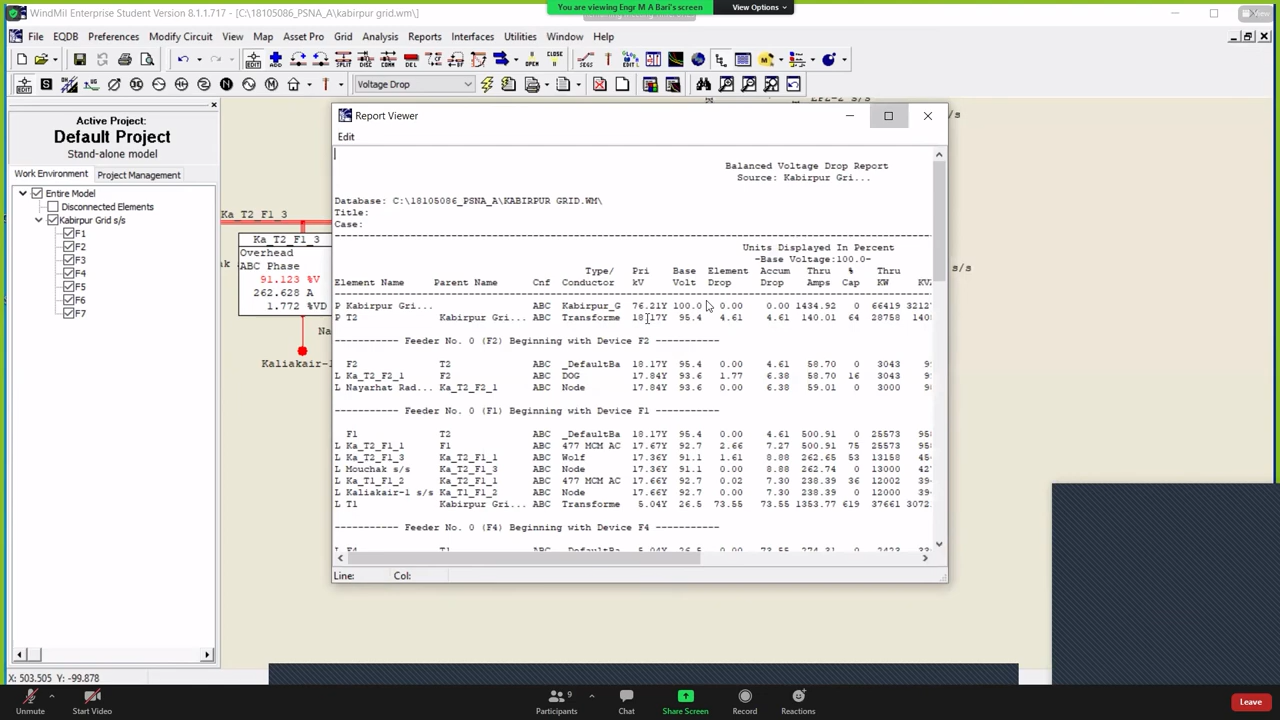 WindMil Enterprise Student Version 8.1.1.717 - [C:\18105086_PSNA_A\kabirpur grid.wm\]
You are viewing Engr M A Bari's screen
View Options
View
File EQDB Preferences Modify Circuit View Map Asset Pro Grid Analysis Reports Interfaces Utilities Window Help
Voltage Drop
Active Project:
Default Project
Stand-alone model
Work Environment Project Management
Entire Model
Disconnected Elements
Kabirpur Grid s/s
F1
F2
F3
F4
F5
F6
F7
Ka_T2_F1_3
Ka_T2_F1_3
Overhead
ABC Phase
91.123 %V
262.628 A
1.772 %VD
Na
Kaliakair-1
/s
s/s
Report Viewer
Edit
Balanced Voltage Drop Report
Source: Kabirpur Gri...
Database: C:\18105086_PSNA_A\KABIRPUR GRID.WM\
Title:
Case:
Units Displayed In Percent
-Base Voltage:100.0-
Type/ Pri Base Element Accum Thru % Thru
Element Name Parent Name Cnf Conductor kV Volt Drop Drop Amps Cap KW
P Kabirpur Gri... ABC Kabirpur_G 76.21Y 100.0 0.00 0.00 1434.92 0 66419 3212
P T2 Kabirpur Gri... ABC Transforme 18.17Y 95.4 4.61 4.61 140.01 64 28758 140
----------- Feeder No. 0 (F2) Beginning with Device F2 -----------
F2 T2 ABC _DefaultBa 18.17Y 95.4 0.00 4.61 58.70 0 3043 9
L Ka_T2_F2_1 F2 ABC DOG 17.84Y 93.6 1.77 6.38 58.70 16 3043 9
L Nayarhat Rad... Ka_T2_F2_1 ABC Node 17.84Y 93.6 0.00 6.38 59.01 0 3000 9
----------- Feeder No. 0 (F1) Beginning with Device F1 -----------
F1 T2 ABC _DefaultBa 18.17Y 95.4 0.00 4.61 500.91 0 25573 95
L Ka_T2_F1_1 F1 ABC 477 MCM AC 17.67Y 92.7 2.66 7.27 500.91 75 25573 95
L Ka_T2_F1_3 Ka_T2_F1_1 ABC Wolf 17.36Y 91.1 1.61 8.88 262.65 53 13158 45
L Mouchak s/s Ka_T2_F1_3 ABC Node 17.36Y 91.1 0.00 8.88 262.74 0 13000 42
L Ka_T1_F1_2 Ka_T2_F1_1 ABC 477 MCM AC 17.66Y 92.7 0.02 7.30 238.39 36 12002 39
L Kaliakair-1 s/s Ka_T1_F1_2 ABC Node 17.66Y 92.7 0.00 7.30 238.39 0 12000 39
L T1 Kabirpur Gri... ABC Transforme 5.04Y 26.5 73.55 73.55 1353.77 619 37661 3072
----------- Feeder No. 0 (F4) Beginning with Device F4 -----------
Line: Col:
X: 503.505 Y: -99.878
Unmute Start Video Participants 9 Chat Share Screen Record Reactions Leave